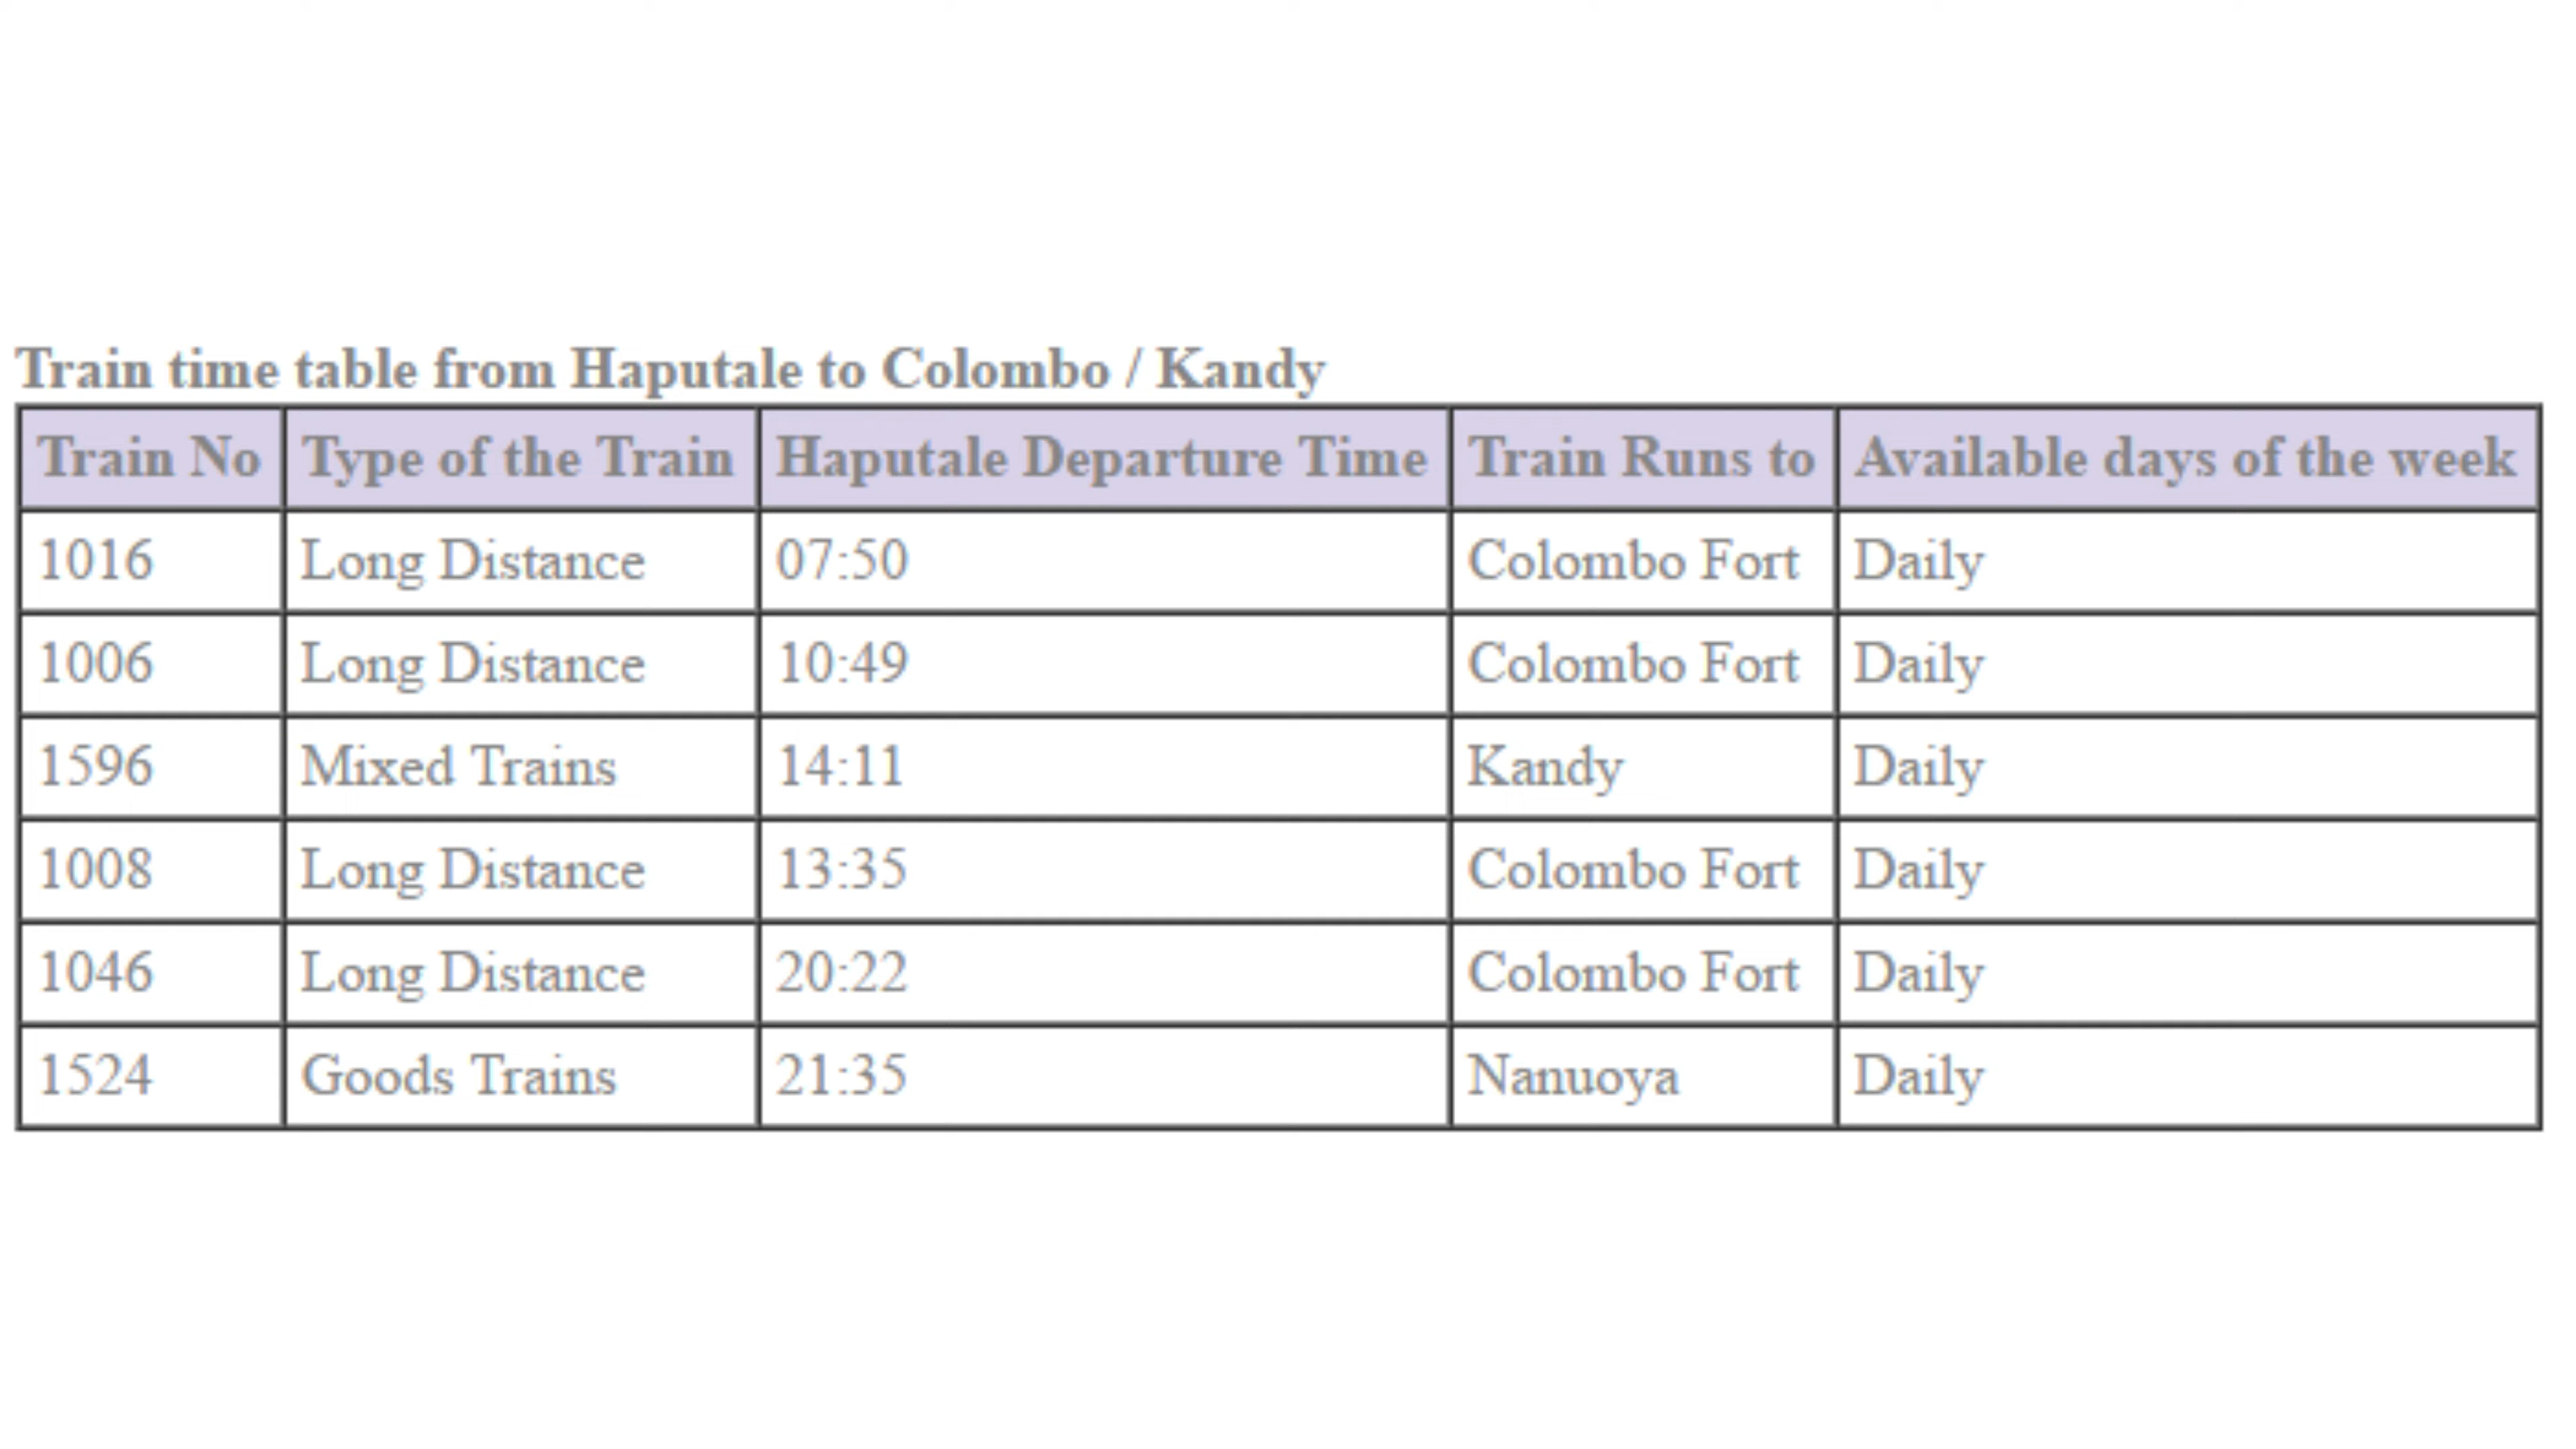 Train time table from Haputale to Colombo / Kandy
Train No Type of the Train Haputale Departure Time Train Runs to Available days of the week
1016 Long Distance 07:50 Colombo Fort Daily
1006 Long Distance 10:49 Colombo Fort Daily
1596 Mixed Trains 14:11 Kandy Daily
1008 Long Distance 13:35 Colombo Fort Daily
1046 Long Distance 20:22 Colombo Fort Daily
1524 Goods Trains 21:35 Nanuoya Daily